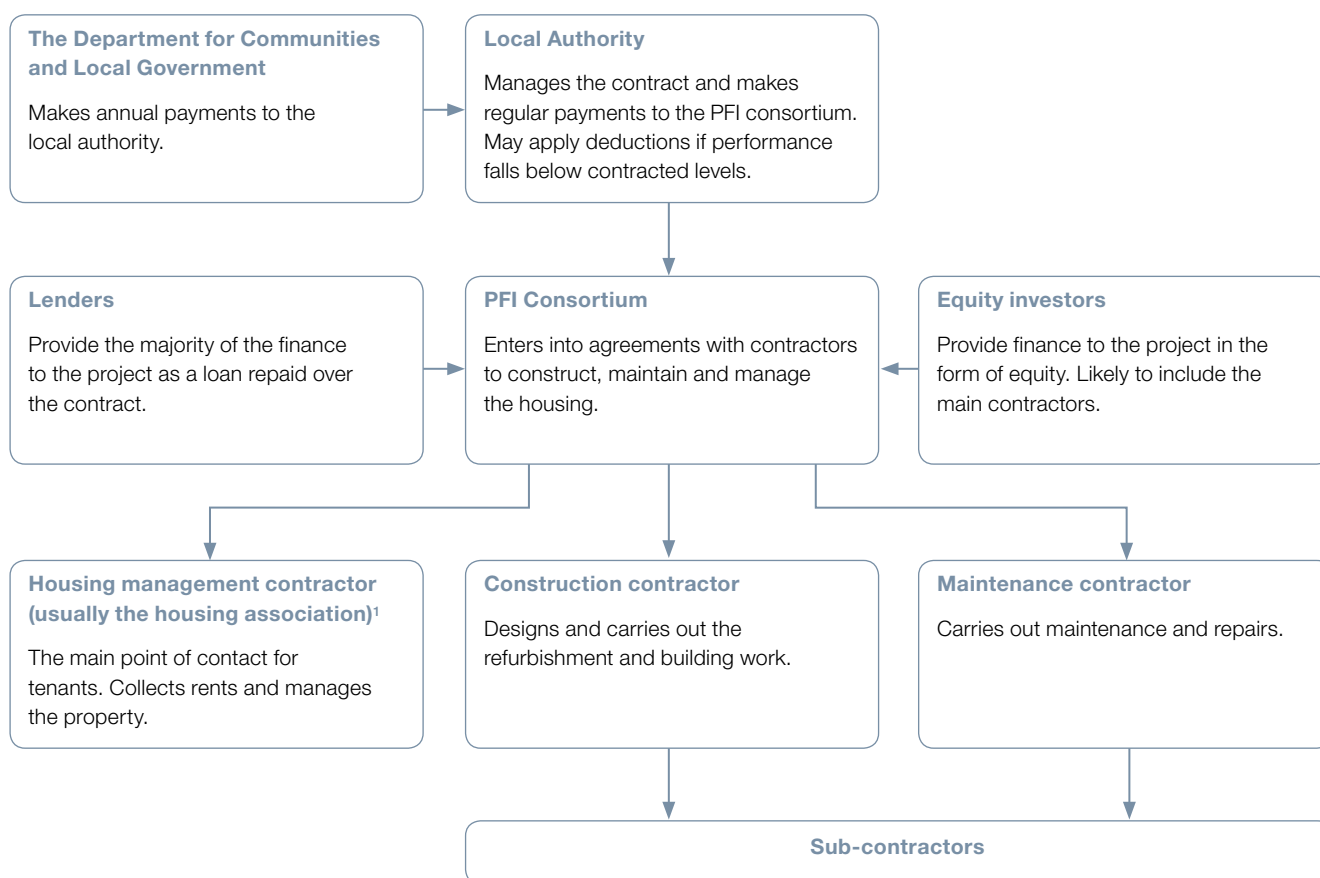 The Department for Communities
and Local Government
Makes annual payments to the
local authority.
Local Authority
Manages the contract and makes
regular payments to the PFI consortium.
May apply deductions if performance
falls below contracted levels.
Lenders
Provide the majority of the finance
to the project as a loan repaid over
the contract.
PFI Consortium
Enters into agreements with contractors
to construct, maintain and manage
the housing.
Equity investors
Provide finance to the project in the
form of equity. Likely to include the
main contractors.
Housing management contractor
(usually the housing association)¹
The main point of contact for
tenants. Collects rents and manages
the property.
Construction contractor
Designs and carries out the
refurbishment and building work.
Maintenance contractor
Carries out maintenance and repairs.
Sub-contractors